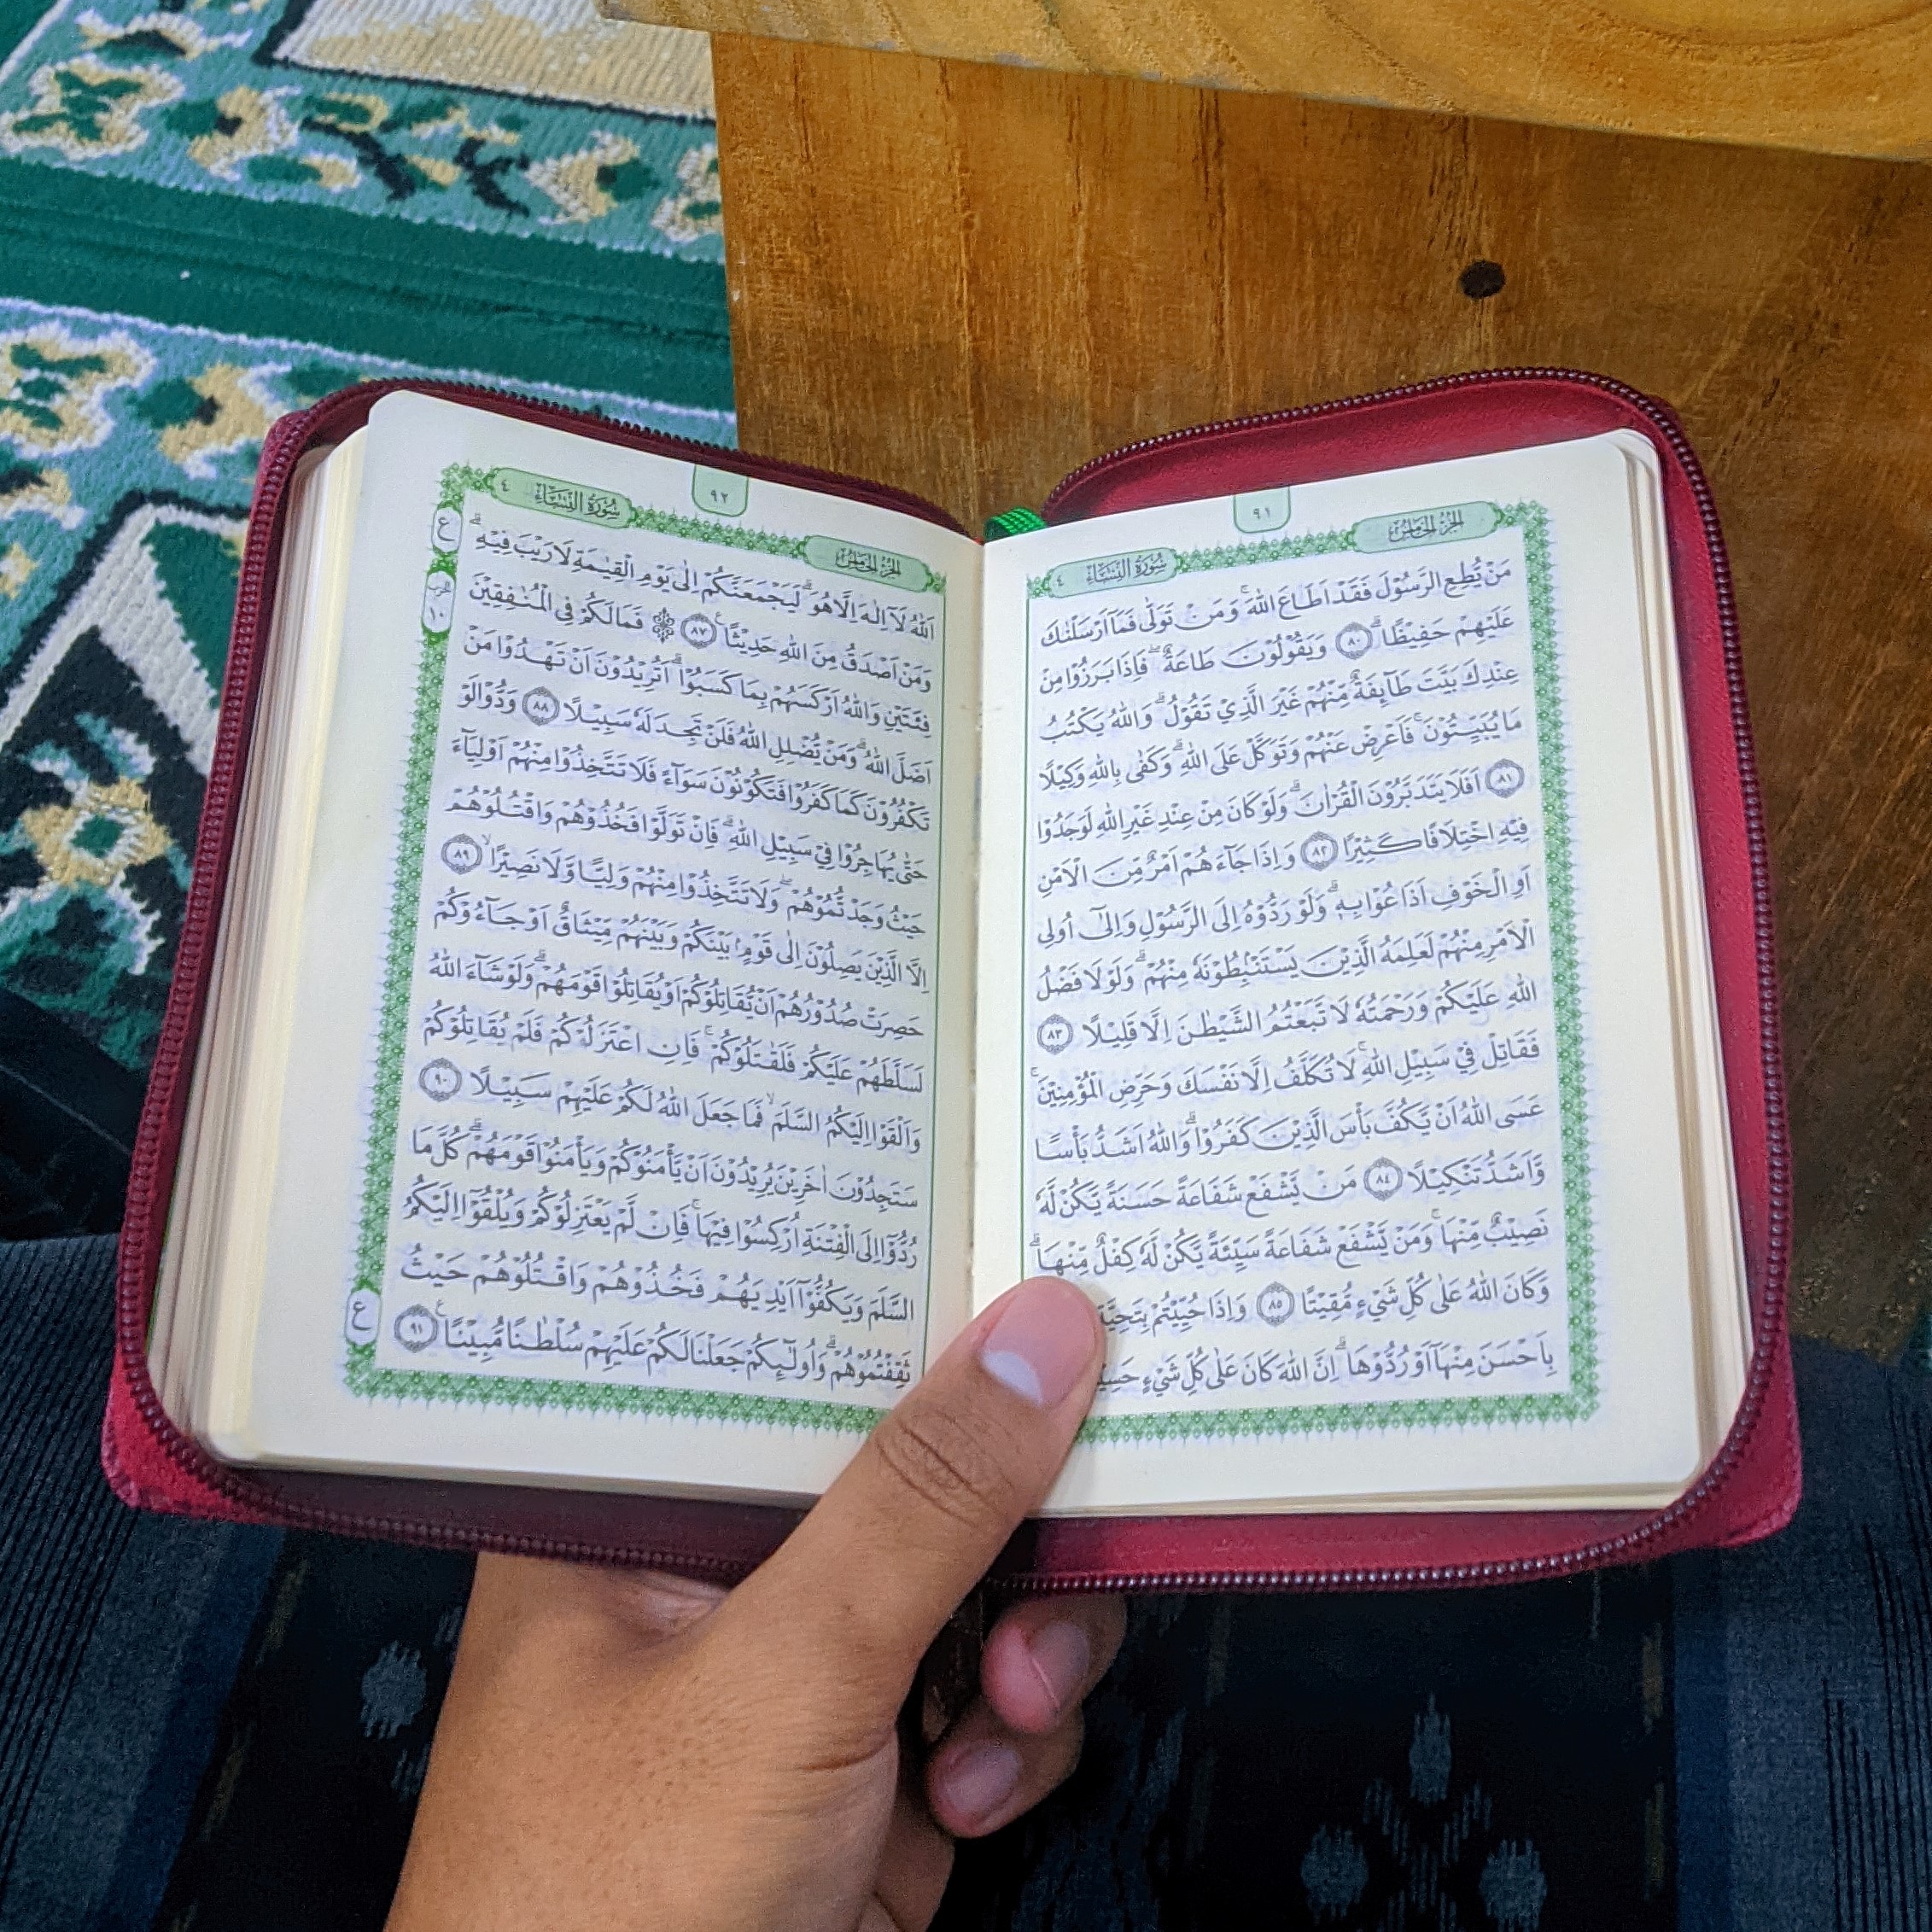 ٩١
الجزء الخامس
سورة النساء ٤
مَنْ يُّطِعِ الرَّسُوْلَ فَقَدْ اَطَاعَ اللّٰهَ ۚ وَمَنْ تَوَلّٰى فَمَآ اَرْسَلْنٰكَ
عَلَيْهِمْ حَفِيْظًا ۗ ٨٠ وَيَقُوْلُوْنَ طَاعَةٌ ۖ فَاِذَا بَرَزُوْا مِنْ
عِنْدِكَ بَيَّتَ طَآىِٕفَةٌ مِّنْهُمْ غَيْرَ الَّذِيْ تَقُوْلُ ۗ وَاللّٰهُ يَكْتُبُ
مَا يُبَيِّتُوْنَ ۚ فَاَعْرِضْ عَنْهُمْ وَتَوَكَّلْ عَلَى اللّٰهِ ۗ وَكَفٰى بِاللّٰهِ وَكِيْلًا
٨١ اَفَلَا يَتَدَبَّرُوْنَ الْقُرْاٰنَ ۗ وَلَوْ كَانَ مِنْ عِنْدِ غَيْرِ اللّٰهِ لَوَجَدُوْا
فِيْهِ اخْتِلَافًا كَثِيْرًا ٨٢ وَاِذَا جَاۤءَهُمْ اَمْرٌ مِّنَ الْاَمْنِ
اَوِ الْخَوْفِ اَذَاعُوْا بِهٖ ۗ وَلَوْ رَدُّوْهُ اِلَى الرَّسُوْلِ وَاِلٰٓى اُولِى
الْاَمْرِ مِنْهُمْ لَعَلِمَهُ الَّذِيْنَ يَسْتَنْۢبِطُوْنَهٗ مِنْهُمْ ۗ وَلَوْلَا فَضْلُ
اللّٰهِ عَلَيْكُمْ وَرَحْمَتُهٗ لَاتَّبَعْتُمُ الشَّيْطٰنَ اِلَّا قَلِيْلًا ٨٣
فَقَاتِلْ فِيْ سَبِيْلِ اللّٰهِ ۚ لَا تُكَلَّفُ اِلَّا نَفْسَكَ وَحَرِّضِ الْمُؤْمِنِيْنَ ۚ
عَسَى اللّٰهُ اَنْ يَّكُفَّ بَأْسَ الَّذِيْنَ كَفَرُوْا ۗ وَاللّٰهُ اَشَدُّ بَأْسًا
وَّاَشَدُّ تَنْكِيْلًا ٨٤ مَنْ يَّشْفَعْ شَفَاعَةً حَسَنَةً يَّكُنْ لَّهٗ
نَصِيْبٌ مِّنْهَا ۚ وَمَنْ يَّشْفَعْ شَفَاعَةً سَيِّئَةً يَّكُنْ لَّهٗ كِفْلٌ مِّنْهَا ۗ
وَكَانَ اللّٰهُ عَلٰى كُلِّ شَيْءٍ مُّقِيْتًا ٨٥ وَاِذَا حُيِّيْتُمْ
بِاَحْسَنَ مِنْهَآ اَوْ رُدُّوْهَا ۗ اِنَّ اللّٰهَ كَانَ عَلٰى كُلِّ شَيْءٍ
٩٢
الجزء الخامس
سورة النساء ٤
اَللّٰهُ لَآ اِلٰهَ اِلَّا هُوَ ۗ لَيَجْمَعَنَّكُمْ اِلٰى يَوْمِ الْقِيٰمَةِ لَا رَيْبَ فِيْهِ ۗ
وَمَنْ اَصْدَقُ مِنَ اللّٰهِ حَدِيْثًا ࣖ ٨٧ ۞ فَمَا لَكُمْ فِى الْمُنٰفِقِيْنَ
فِئَتَيْنِ وَاللّٰهُ اَرْكَسَهُمْ بِمَا كَسَبُوْا ۗ اَتُرِيْدُوْنَ اَنْ تَهْدُوْا مَنْ
اَضَلَّ اللّٰهُ ۗ وَمَنْ يُّضْلِلِ اللّٰهُ فَلَنْ تَجِدَ لَهٗ سَبِيْلًا ٨٨ وَدُّوْا لَوْ
تَكْفُرُوْنَ كَمَا كَفَرُوْا فَتَكُوْنُوْنَ سَوَاۤءً فَلَا تَتَّخِذُوْا مِنْهُمْ اَوْلِيَاۤءَ
حَتّٰى يُهَاجِرُوْا فِيْ سَبِيْلِ اللّٰهِ ۗ فَاِنْ تَوَلَّوْا فَخُذُوْهُمْ وَاقْتُلُوْهُمْ
حَيْثُ وَجَدْتُّمُوْهُمْ ۖ وَلَا تَتَّخِذُوْا مِنْهُمْ وَلِيًّا وَّلَا نَصِيْرًا ۙ ٨٩
اِلَّا الَّذِيْنَ يَصِلُوْنَ اِلٰى قَوْمٍۢ بَيْنَكُمْ وَبَيْنَهُمْ مِّيْثَاقٌ اَوْ جَاۤءُوْكُمْ
حَصِرَتْ صُدُوْرُهُمْ اَنْ يُّقَاتِلُوْكُمْ اَوْ يُقَاتِلُوْا قَوْمَهُمْ ۗ وَلَوْ شَاۤءَ اللّٰهُ
لَسَلَّطَهُمْ عَلَيْكُمْ فَلَقٰتَلُوْكُمْ ۚ فَاِنِ اعْتَزَلُوْكُمْ فَلَمْ يُقَاتِلُوْكُمْ
وَاَلْقَوْا اِلَيْكُمُ السَّلَمَ ۙ فَمَا جَعَلَ اللّٰهُ لَكُمْ عَلَيْهِمْ سَبِيْلًا ٩٠
سَتَجِدُوْنَ اٰخَرِيْنَ يُرِيْدُوْنَ اَنْ يَّأْمَنُوْكُمْ وَيَأْمَنُوْا قَوْمَهُمْ ۗ كُلَّ مَا
رُدُّوْٓا اِلَى الْفِتْنَةِ اُرْكِسُوْا فِيْهَا ۚ فَاِنْ لَّمْ يَعْتَزِلُوْكُمْ وَيُلْقُوْٓا اِلَيْكُمُ
السَّلَمَ وَيَكُفُّوْٓا اَيْدِيَهُمْ فَخُذُوْهُمْ وَاقْتُلُوْهُمْ حَيْثُ
ثَقِفْتُمُوْهُمْ ۗ وَاُولٰۤىِٕكُمْ جَعَلْنَا لَكُمْ عَلَيْهِمْ سُلْطٰنًا مُّبِيْنًا ࣖ ٩١
ع
الحزب
١٠
ع